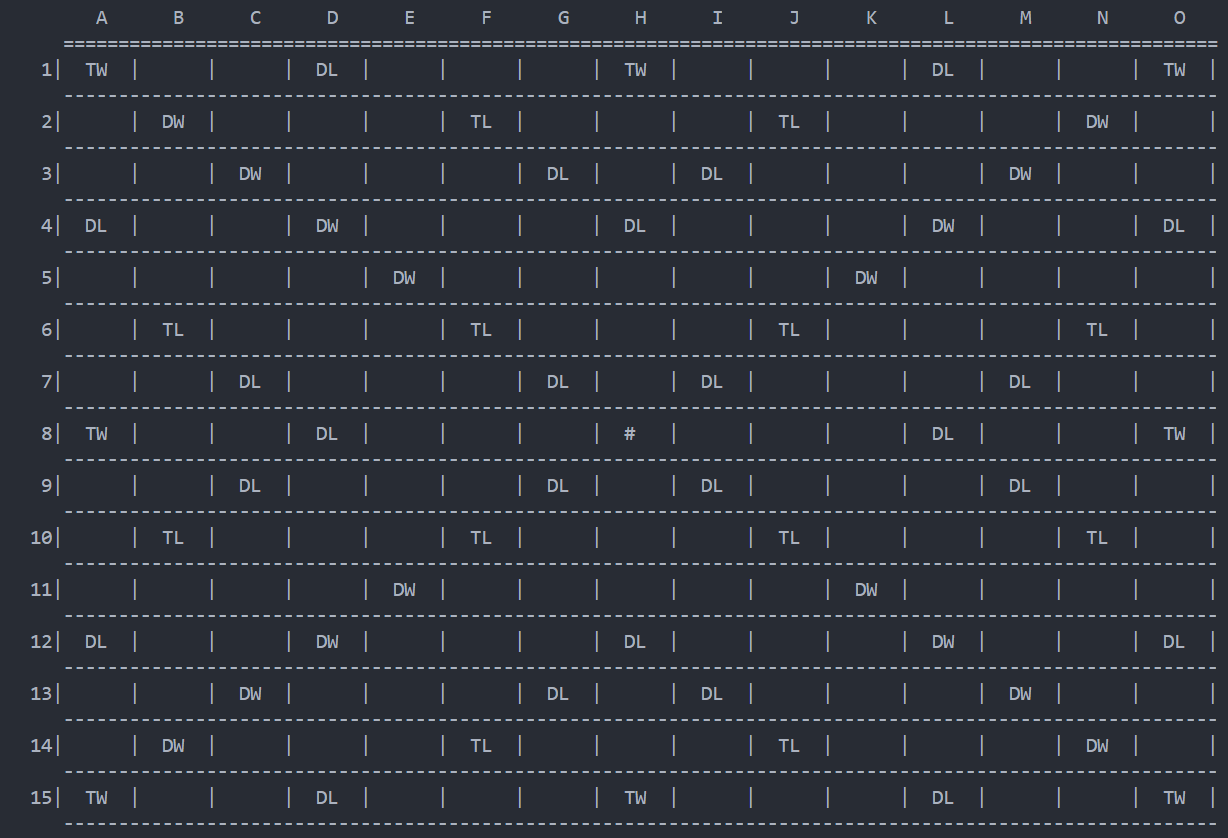 A B C D E F G H I J K L M N O
===========================================================================================
1| TW | | | DL | | | | TW | | | | DL | | | TW |
-------------------------------------------------------------------------------------------
2| | DW | | | | TL | | | | TL | | | | DW | |
-------------------------------------------------------------------------------------------
3| | | DW | | | | DL | | DL | | | | DW | | |
-------------------------------------------------------------------------------------------
4| DL | | | DW | | | | DL | | | | DW | | | DL |
-------------------------------------------------------------------------------------------
5| | | | | DW | | | | | | DW | | | | |
-------------------------------------------------------------------------------------------
6| | TL | | | | TL | | | | TL | | | | TL | |
-------------------------------------------------------------------------------------------
7| | | DL | | | | DL | | DL | | | | DL | | |
-------------------------------------------------------------------------------------------
8| TW | | | DL | | | | # | | | | DL | | | TW |
-------------------------------------------------------------------------------------------
9| | | DL | | | | DL | | DL | | | | DL | | |
-------------------------------------------------------------------------------------------
10| | TL | | | | TL | | | | TL | | | | TL | |
-------------------------------------------------------------------------------------------
11| | | | | DW | | | | | | DW | | | | |
-------------------------------------------------------------------------------------------
12| DL | | | DW | | | | DL | | | | DW | | | DL |
-------------------------------------------------------------------------------------------
13| | | DW | | | | DL | | DL | | | | DW | | |
-------------------------------------------------------------------------------------------
14| | DW | | | | TL | | | | TL | | | | DW | |
-------------------------------------------------------------------------------------------
15| TW | | | DL | | | | TW | | | | DL | | | TW |
-------------------------------------------------------------------------------------------